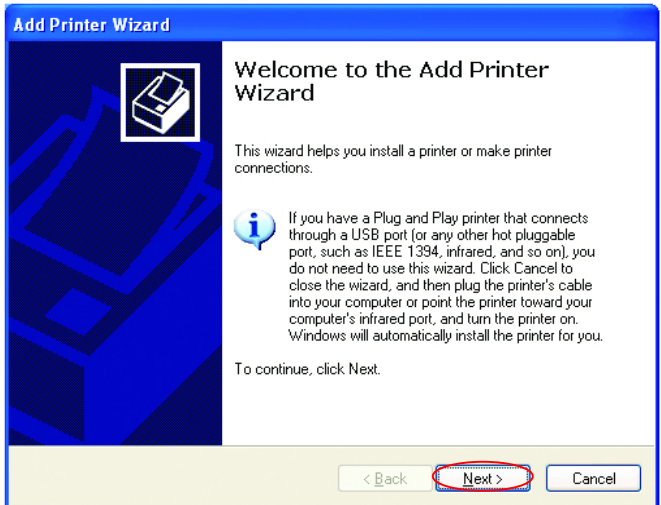 Add Printer Wizard
Welcome to the Add Printer
Wizard
This wizard helps you install a printer or make printer
connections.
If you have a Plug and Play printer that connects
through a USB port (or any other hot pluggable
port, such as IEEE 1394, infrared, and so on), you
do not need to use this wizard. Click Cancel to
close the wizard, and then plug the printer's cable
into your computer or point the printer toward your
computer's infrared port, and turn the printer on.
Windows will automatically install the printer for you.
To continue, click Next.
< Back Next > Cancel